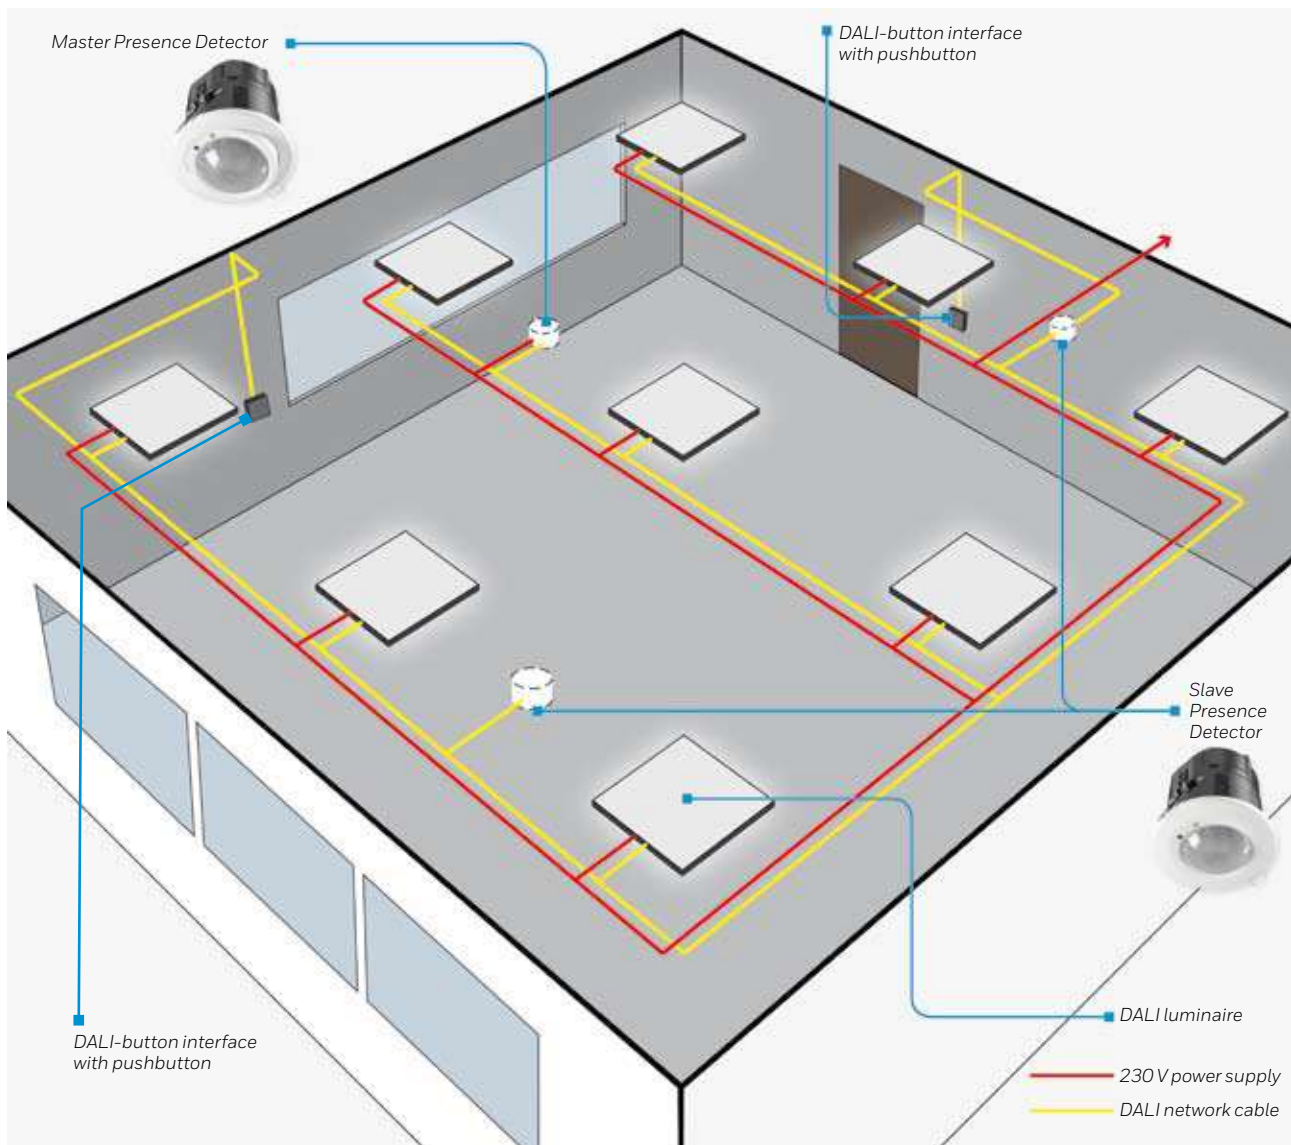 Master Presence Detector
DALI-button interface
with pushbutton
Slave
Presence
Detector
DALI luminaire
DALI-button interface
with pushbutton
230 V power supply
DALI network cable